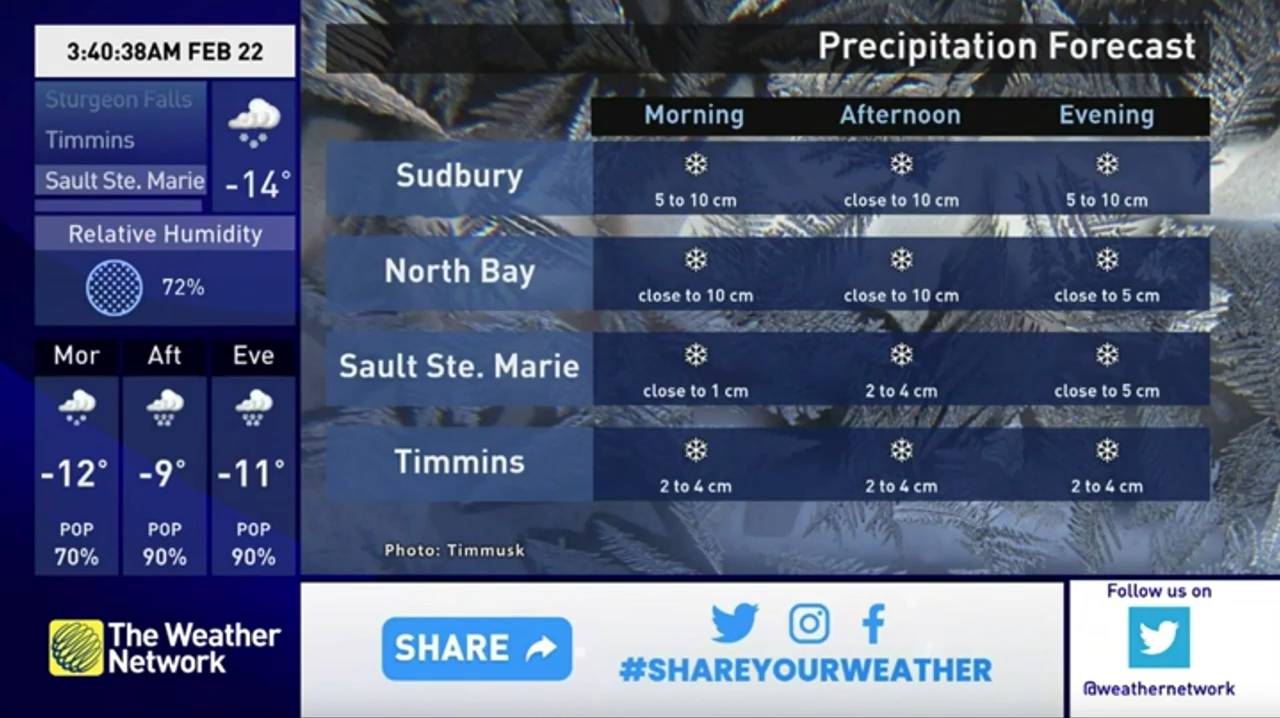 3:40:38AM FEB 22
Sturgeon Falls
Timmins
Sault Ste. Marie
-14°
Relative Humidity
72%
Mor Aft Eve
-12° -9° -11°
POP POP POP
70% 90% 90%
The Weather
Network
Precipitation Forecast
Morning Afternoon Evening
Sudbury
5 to 10 cm close to 10 cm 5 to 10 cm
North Bay
close to 10 cm close to 10 cm close to 5 cm
Sault Ste. Marie
close to 1 cm 2 to 4 cm close to 5 cm
Timmins
2 to 4 cm 2 to 4 cm 2 to 4 cm
Photo: Timmusk
SHARE
#SHAREYOURWEATHER
Follow us on
@weathernetwork